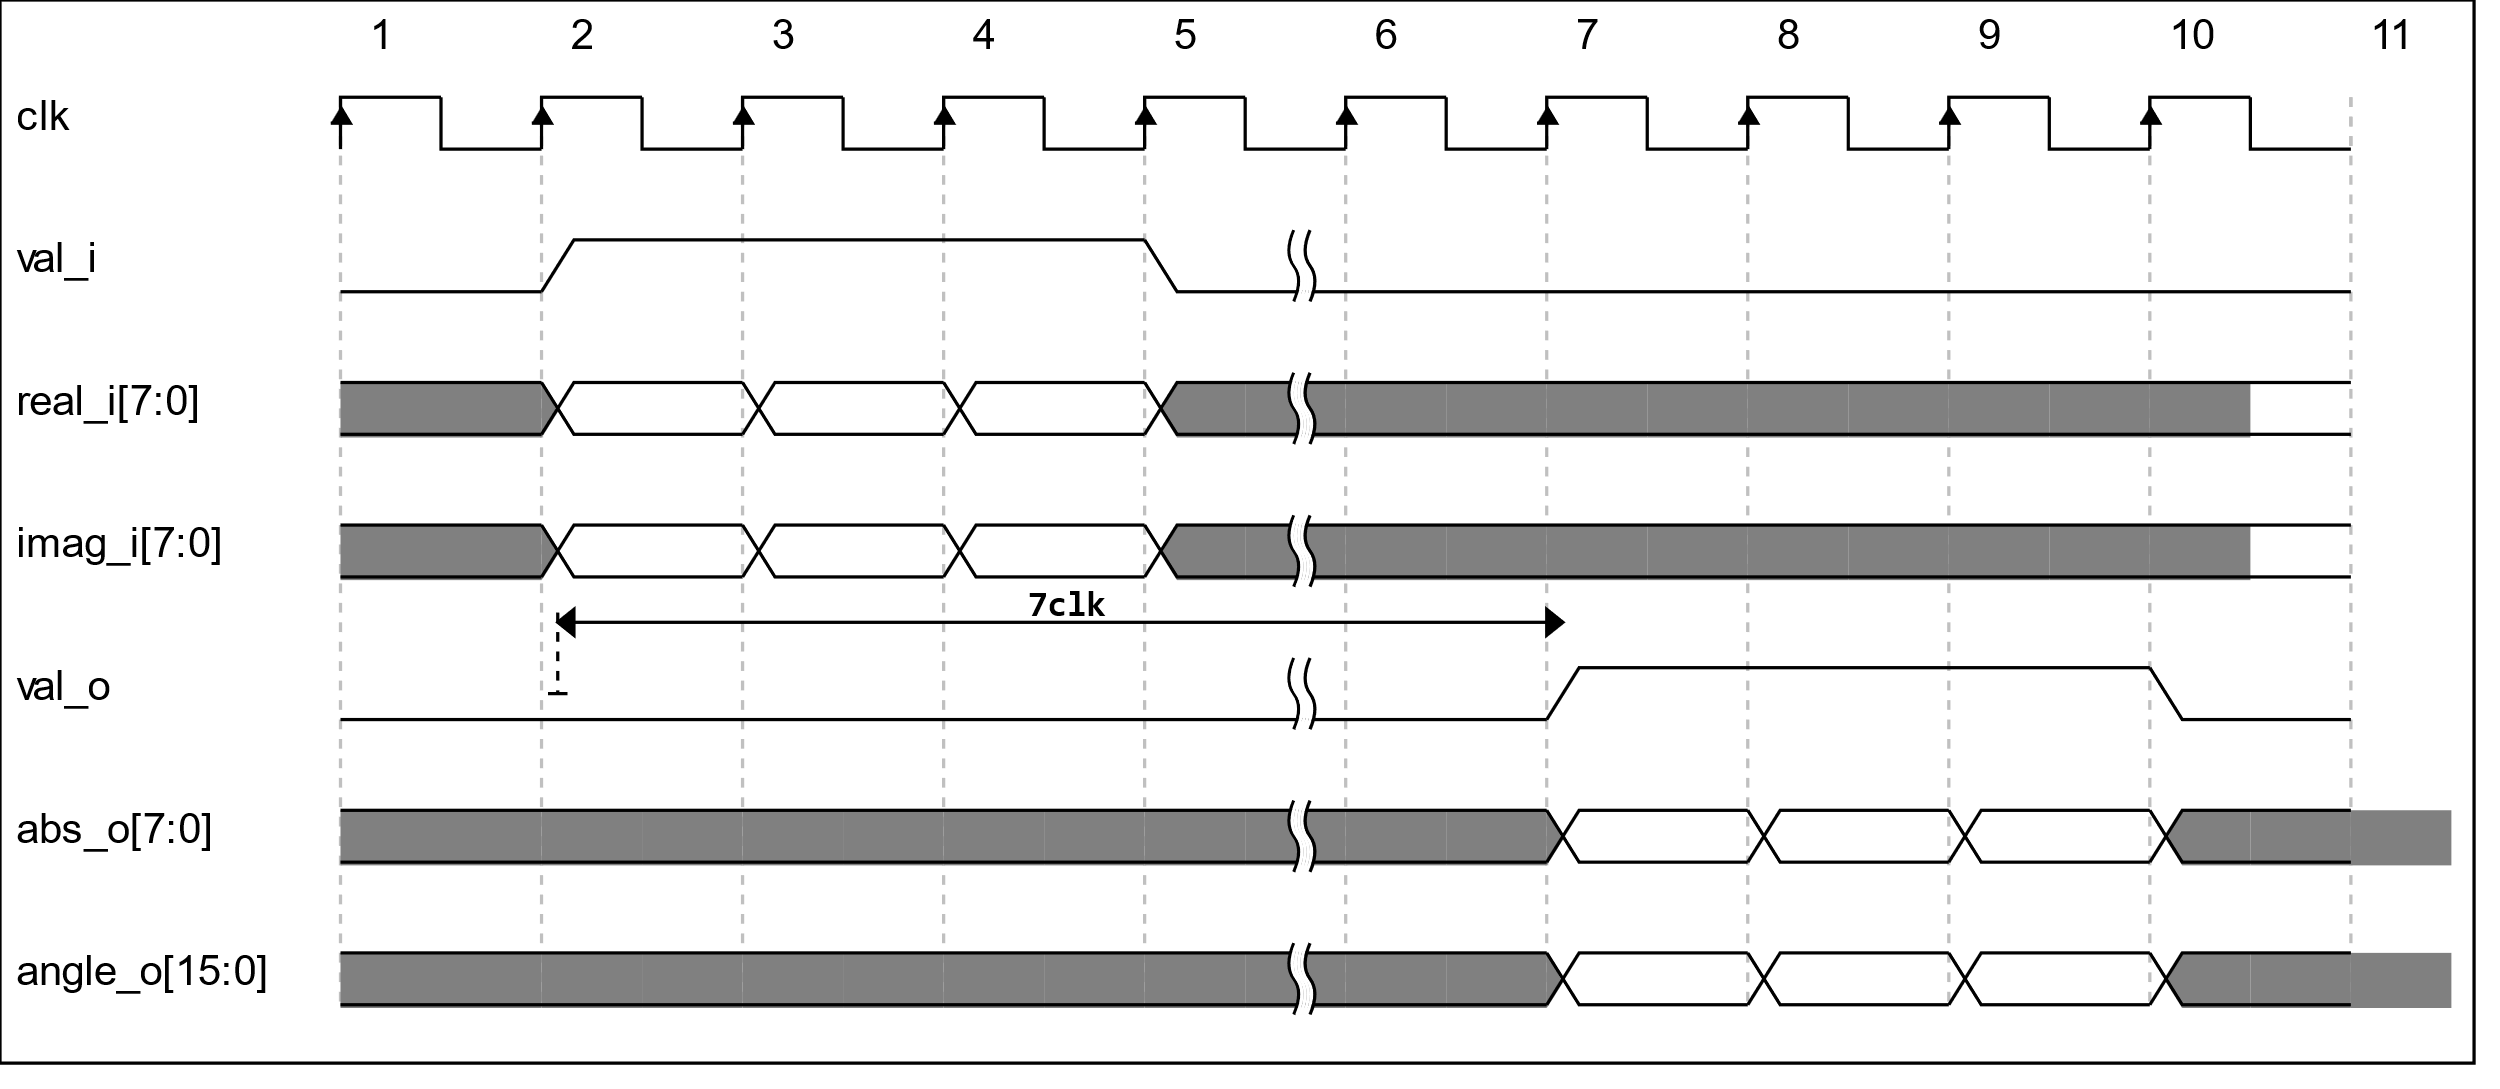 1 2 3 4 5 6 7 8 9 10 11
clk
val_i
real_i[7:0]
imag_i[7:0]
7clk
val_o
abs_o[7:0]
angle_o[15:0]